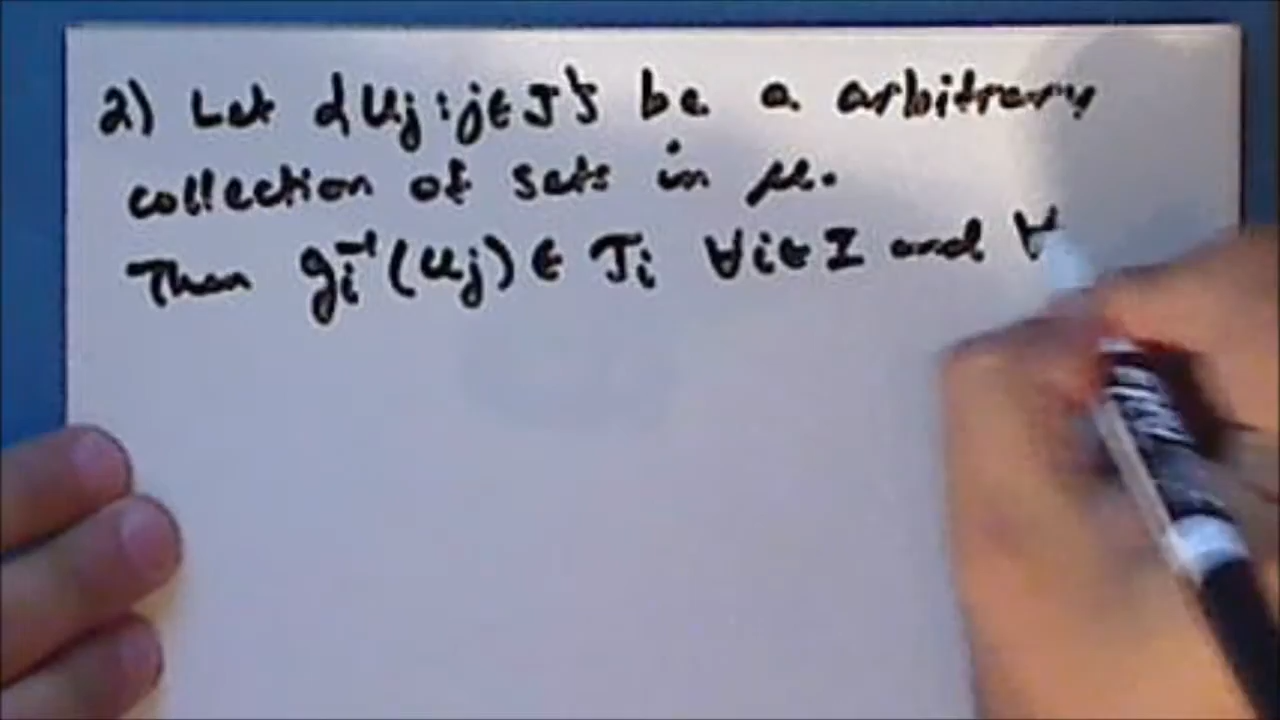 2) Let {Uj : j ∈ J} be a arbitrary
collection of sets in μ.
Then gi⁻¹(Uj) ∈ Ti ∀i ∈ I and ∀